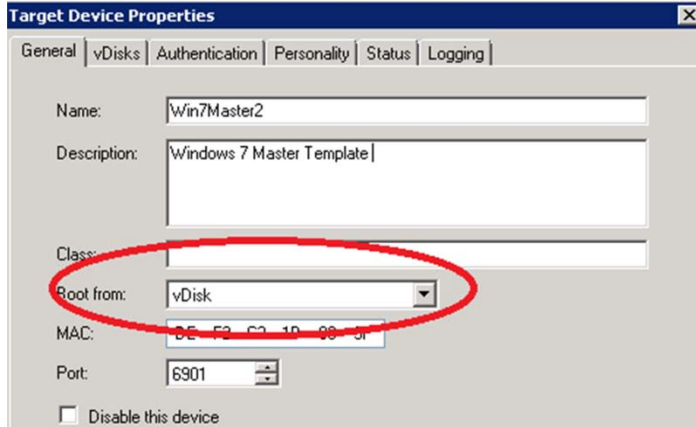 Target Device Properties
General vDisks Authentication Personality Status Logging
Name: Win7Master2
Description: Windows 7 Master Template
Class:
Boot from: vDisk
MAC:
Port: 6901
Disable this device